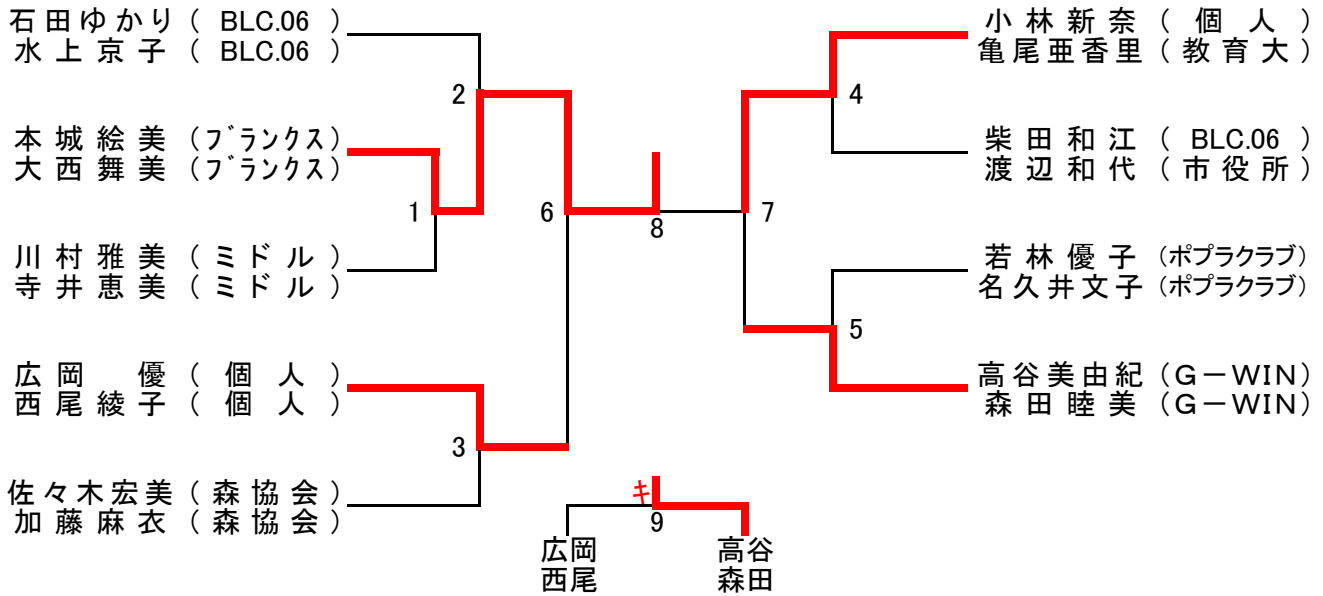 石田ゆかり ( BLC.06 )
水上京子 ( BLC.06 )
2
本城絵美 (ブランクス)
大西舞美 (ブランクス)
1
川村雅美 (ミドル)
寺井恵美 (ミドル)
6
広岡 優 (個人)
西尾綾子 (個人)
3
佐々木宏美 (森協会)
加藤麻衣 (森協会)
8
小林新奈 (個人)
亀尾亜香里 (教育大)
4
柴田和江 ( BLC.06 )
渡辺和代 (市役所)
7
若林優子 (ポプラクラブ)
名久井文子 (ポプラクラブ)
5
高谷美由紀 (G-WIN)
森田睦美 (G-WIN)
キ
9
広岡
西尾
高谷
森田